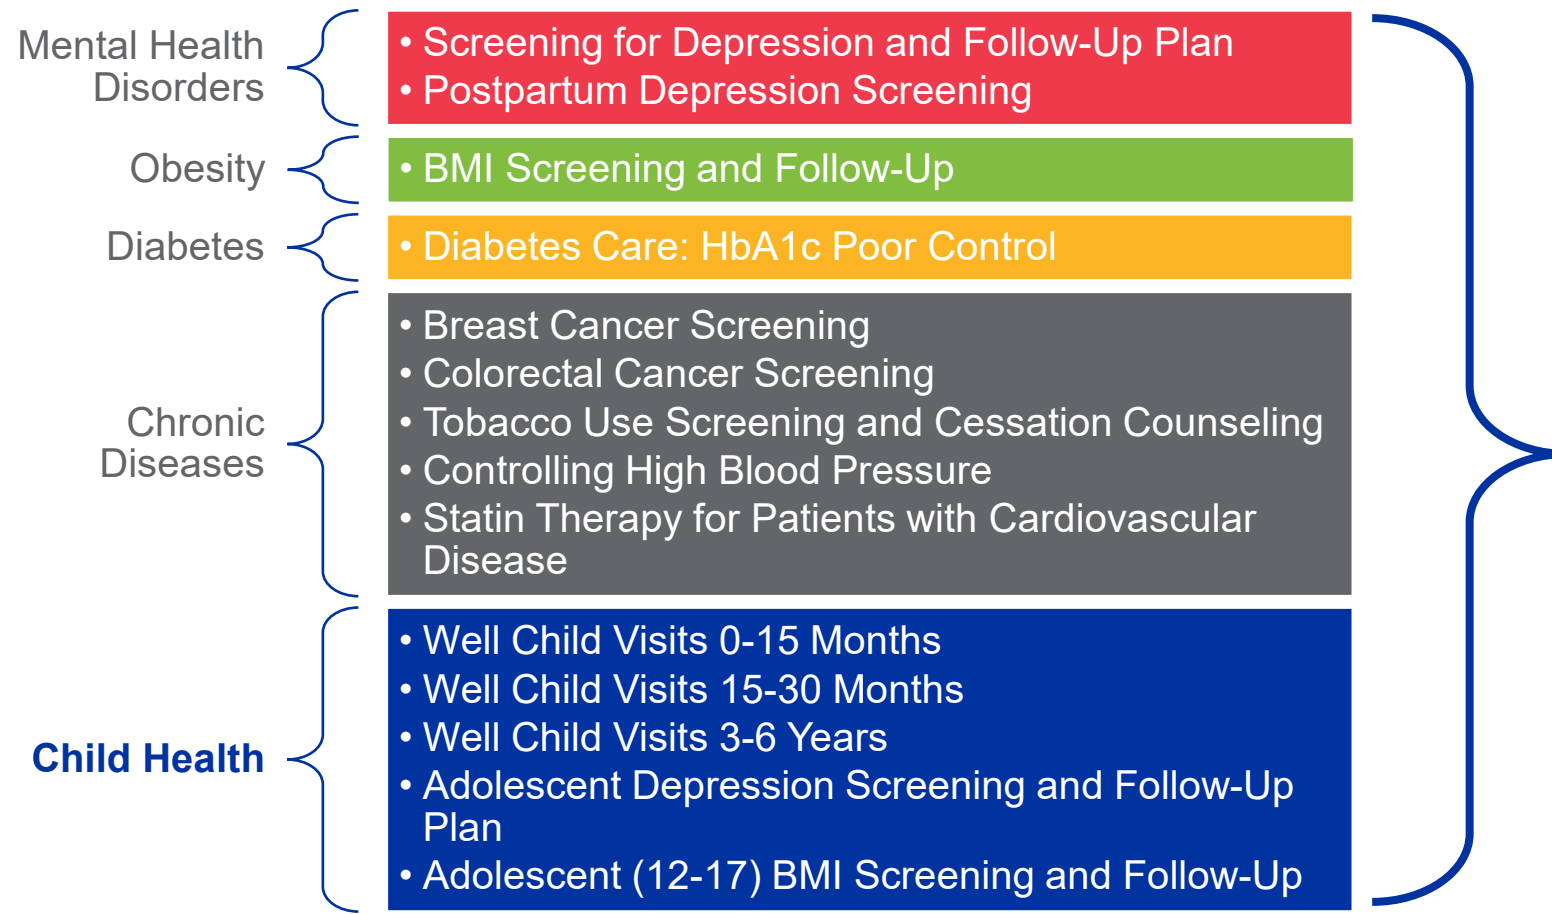 Mental Health
Disorders
• Screening for Depression and Follow-Up Plan
• Postpartum Depression Screening
Obesity
• BMI Screening and Follow-Up
Diabetes
• Diabetes Care: HbA1c Poor Control
Chronic
Diseases
• Breast Cancer Screening
• Colorectal Cancer Screening
• Tobacco Use Screening and Cessation Counseling
• Controlling High Blood Pressure
• Statin Therapy for Patients with Cardiovascular
Disease
Child Health
• Well Child Visits 0-15 Months
• Well Child Visits 15-30 Months
• Well Child Visits 3-6 Years
• Adolescent Depression Screening and Follow-Up
Plan
• Adolescent (12-17) BMI Screening and Follow-Up